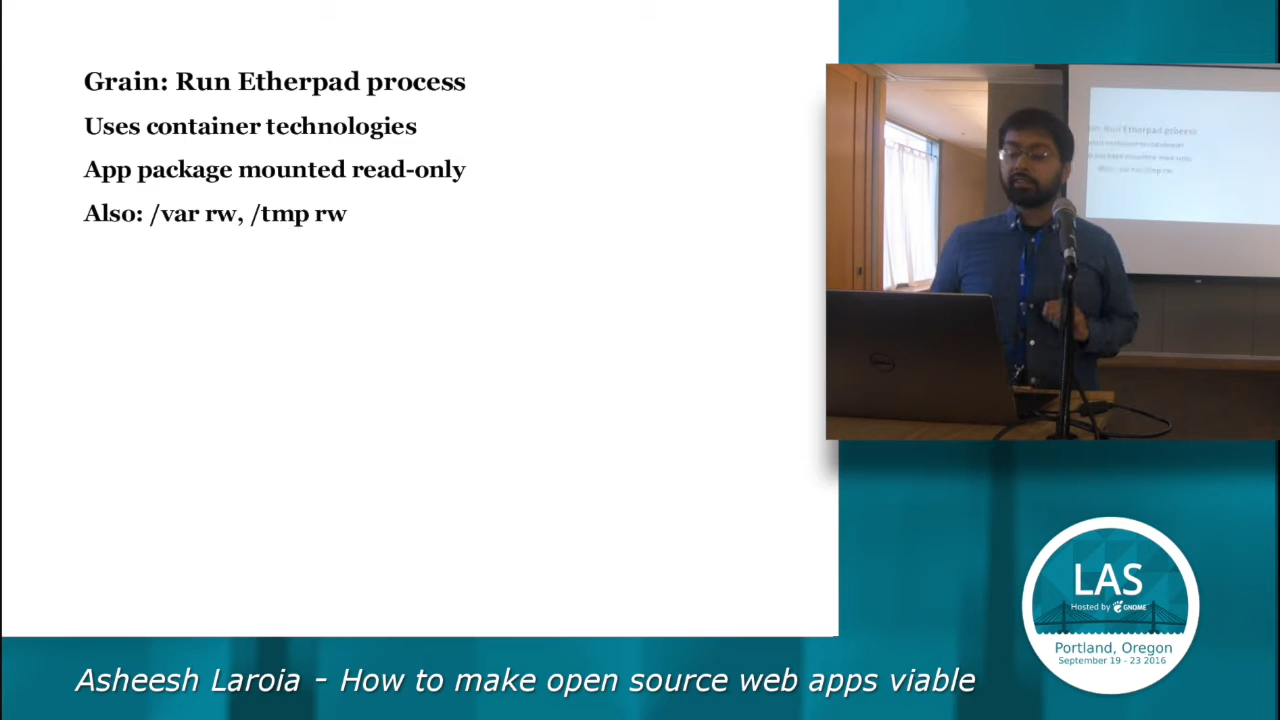 Grain: Run Etherpad process
Uses container technologies
App package mounted read-only
Also: /var rw, /tmp rw
LAS
Hosted by GNOME
Portland, Oregon
September 19 - 23 2016
Asheesh Laroia - How to make open source web apps viable